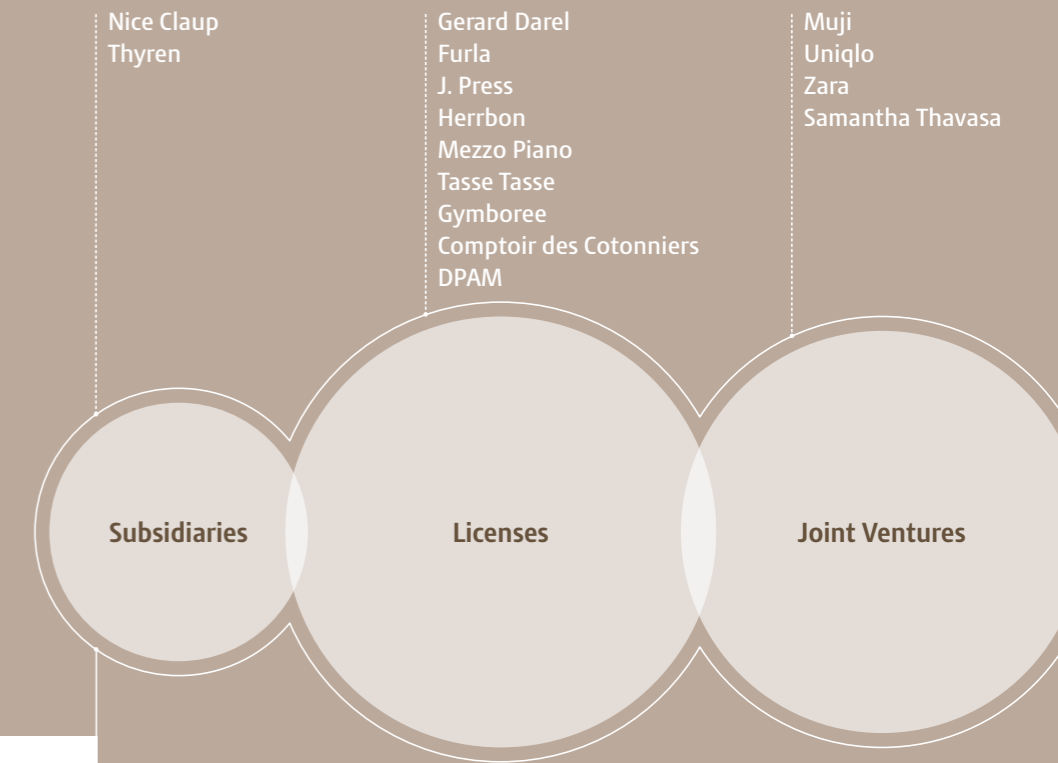 Nice Claup
Thyren
Gerard Darel
Furla
J. Press
Herrbon
Mezzo Piano
Tasse Tasse
Gymboree
Comptoir des Cotonniers
DPAM
Muji
Uniqlo
Zara
Samantha Thavasa
Subsidiaries
Licenses
Joint Ventures